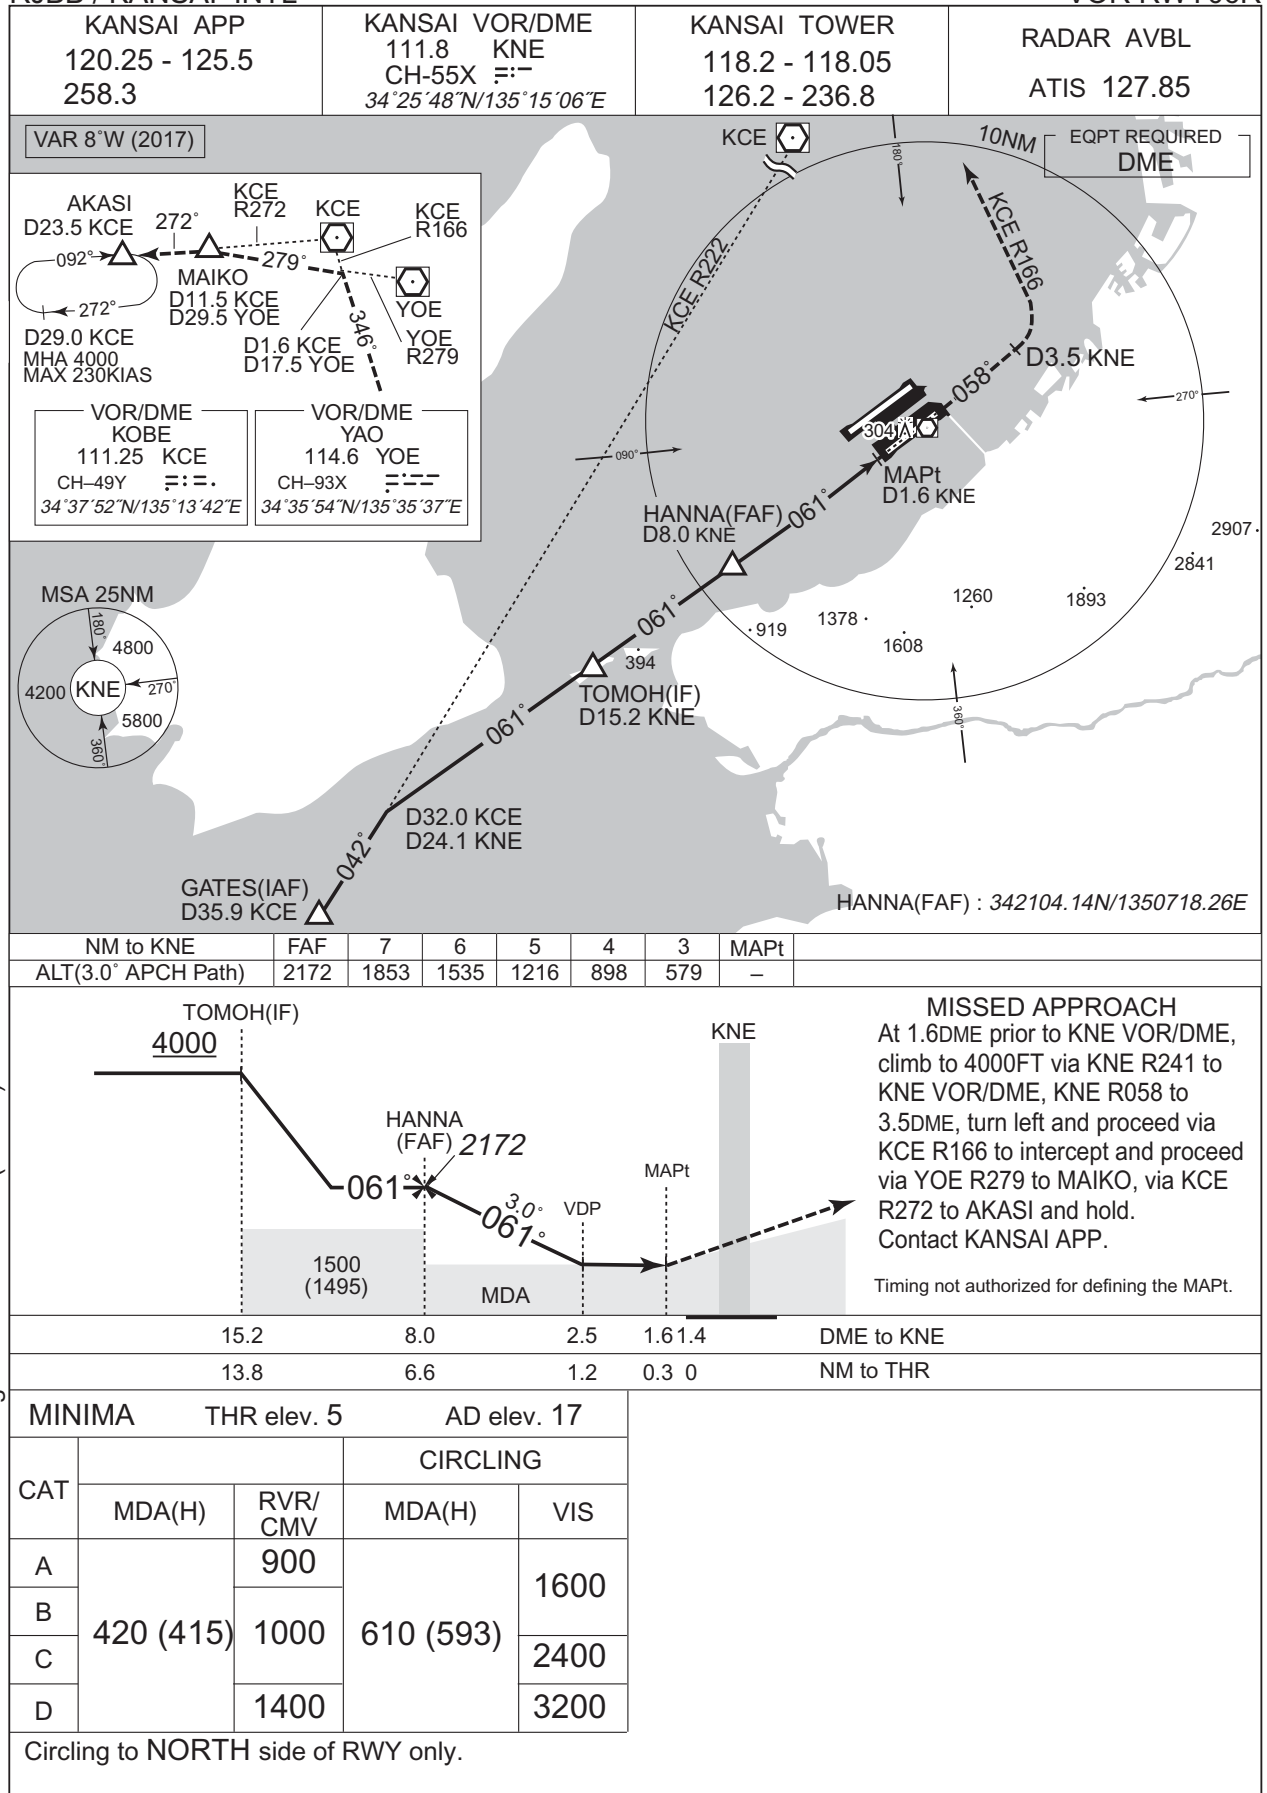 KANSAI APP
120.25 - 125.5
258.3
KANSAI VOR/DME
111.8 KNE
CH-55X
34˚25´48˝N/135˚15´06˝E
KANSAI TOWER
118.2 - 118.05
126.2 - 236.8
RADAR AVBL
ATIS 127.85
VAR 8˚W (2017)
KCE
10NM
EQPT REQUIRED
DME
180˚
KCE R222
KCE R166
AKASI
D23.5 KCE
272˚
KCE
R272
KCE
KCE
R166
092˚
279˚
MAIKO
D11.5 KCE
D29.5 YOE
YOE
272˚
D29.0 KCE
MHA 4000
MAX 230KIAS
D1.6 KCE
D17.5 YOE
346˚
YOE
R279
VOR/DME
KOBE
111.25 KCE
CH–49Y
34˚37´52˝N/135˚13´42˝E
VOR/DME
YAO
114.6 YOE
CH–93X
34˚35´54˝N/135˚35´37˝E
D3.5 KNE
058˚
270˚
304
090˚
MAPt
D1.6 KNE
HANNA(FAF)
D8.0 KNE
061˚
2907
2841
1260
1893
1378
919
1608
061˚
394
TOMOH(IF)
D15.2 KNE
360˚
061˚
MSA 25NM
180˚
4800
4200
KNE
270˚
5800
360˚
D32.0 KCE
D24.1 KNE
042˚
GATES(IAF)
D35.9 KCE
HANNA(FAF) : 342104.14N/1350718.26E
NM to KNE FAF 7 6 5 4 3 MAPt
ALT(3.0˚ APCH Path) 2172 1853 1535 1216 898 579 –
TOMOH(IF)
4000
HANNA
(FAF) 2172
KNE
061˚
3.0˚
061˚
VDP
MAPt
1500
(1495)
MDA
MISSED APPROACH
At 1.6DME prior to KNE VOR/DME,
climb to 4000FT via KNE R241 to
KNE VOR/DME, KNE R058 to
3.5DME, turn left and proceed via
KCE R166 to intercept and proceed
via YOE R279 to MAIKO, via KCE
R272 to AKASI and hold.
Contact KANSAI APP.
Timing not authorized for defining the MAPt.
15.2 8.0 2.5 1.6 1.4 DME to KNE
13.8 6.6 1.2 0.3 0 NM to THR
MINIMA THR elev. 5 AD elev. 17
CIRCLING
CAT MDA(H) RVR/
CMV MDA(H) VIS
A 900 1600
B
420 (415) 1000 610 (593)
C 2400
D 1400 3200
Circling to NORTH side of RWY only.